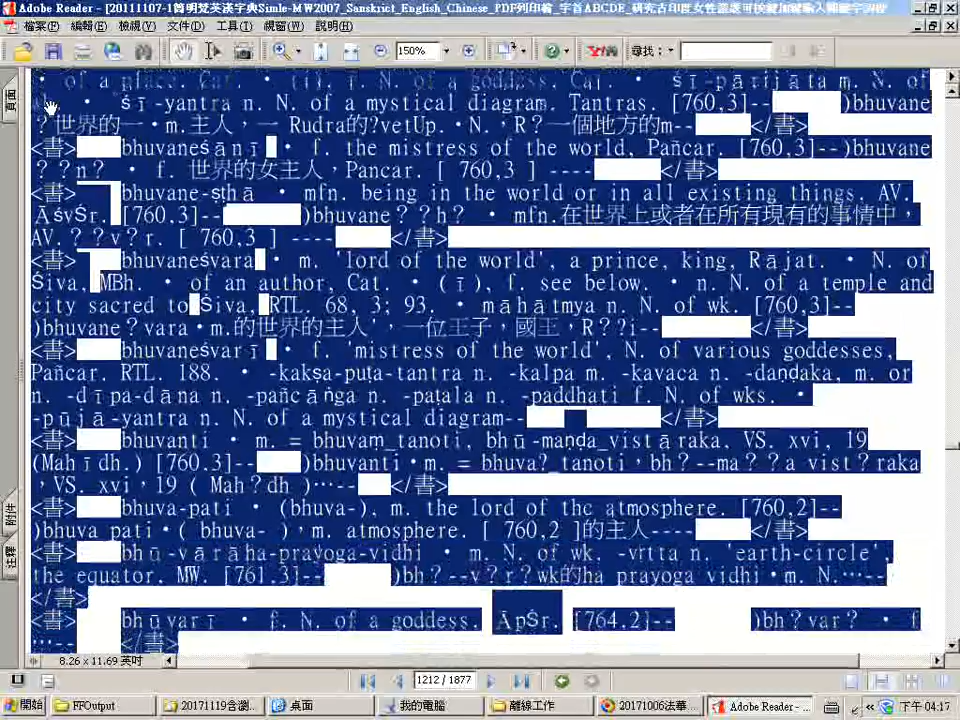 Adobe Reader - [20111107-1簡明梵英漢字典Simle-MW2007_Sanskrit_English_Chinese_PDF列印檔_字首ABCDE_研究古印度女性
檔案(F) 編輯(E) 檢視(V) 文件(D) 工具(T) 視窗(W) 說明(H)
150% 尋找：
頁面
附件
註釋
• of a place. Cat. • (ī), f. N. of a goddess, Cat. • śī-pārijāta m. N. of
• śī-yantra n. N. of a mystical diagram. Tantras. [760,3]-- )bhuvane
?世界的一•m.主人，一 Rudra的?vetUp.•N.，R?一個地方的m-- </書>
<書> bhuvaneśānī • f. the mistress of the world, Pañcar. [760,3]--)bhuvane
??n? • f. 世界的女主人，Pancar. [ 760,3 ] ---- </書>
<書> bhuvane-ṣṭhā • mfn. being in the world or in all existing things. AV.
ĀśvŚr. [760,3]-- )bhuvane??h? • mfn.在世界上或者在所有現有的事情中，
AV.??v?r. [ 760,3 ] ---- </書>
<書> bhuvaneśvara • m. 'lord of the world', a prince, king, Rājat. • N. of
Śiva, MBh. • of an author, Cat. • (ī), f. see below. • n. N. of a temple and
city sacred to Śiva, RTL. 68, 3; 93. • māhātmya n. N. of wk. [760,3]--
)bhuvane?vara•m.的世界的主人'，一位王子，國王，R??i-- </書>
<書> bhuvaneśvarī • f. 'mistress of the world', N. of various goddesses,
Pañcar. RTL. 188. • -kakṣa-puṭa-tantra n. -kalpa m. -kavaca n. -daṇḍaka, m. or
n. -dīpa-dāna n. -pañcāṅga n. -paṭala n. -paddhati f. N. of wks. •
-pūjā-yantra n. N. of a mystical diagram-- </書>
<書> bhuvanti • m. = bhuvaṃ_tanoti, bhū-maṇḍa_vistāraka, VS. xvi, 19
(Mahīdh.) [760,3]-- )bhuvanti•m. = bhuva?_tanoti，bh?--ma??a vist?raka
，VS. xvi，19 ( Mah?dh )…-- </書>
<書> bhuva-pati • (bhuva-), m. the lord of the atmosphere. [760,2]--
)bhuva pati•( bhuva- )，m. atmosphere. [ 760,2 ]的主人---- </書>
<書> bhū-vārāha-prayoga-vidhi • m. N. of wk. -vṛtta n. 'earth-circle',
the equator, MW. [761,3]-- )bh?--v?r?wk的ha prayoga vidhi•m. N.…--
</書>
<書> bhūvarī • f. N. of a goddess. ĀpŚr. [764,2]-- )bh?var? • f
…-- </書>
8.26 x 11.69 英吋
1212 / 1877
開始 FFOutput 20171119含瀏 桌面 我的電腦 離線工作 20171006法華 Adobe Reader - ... 下午 04:17